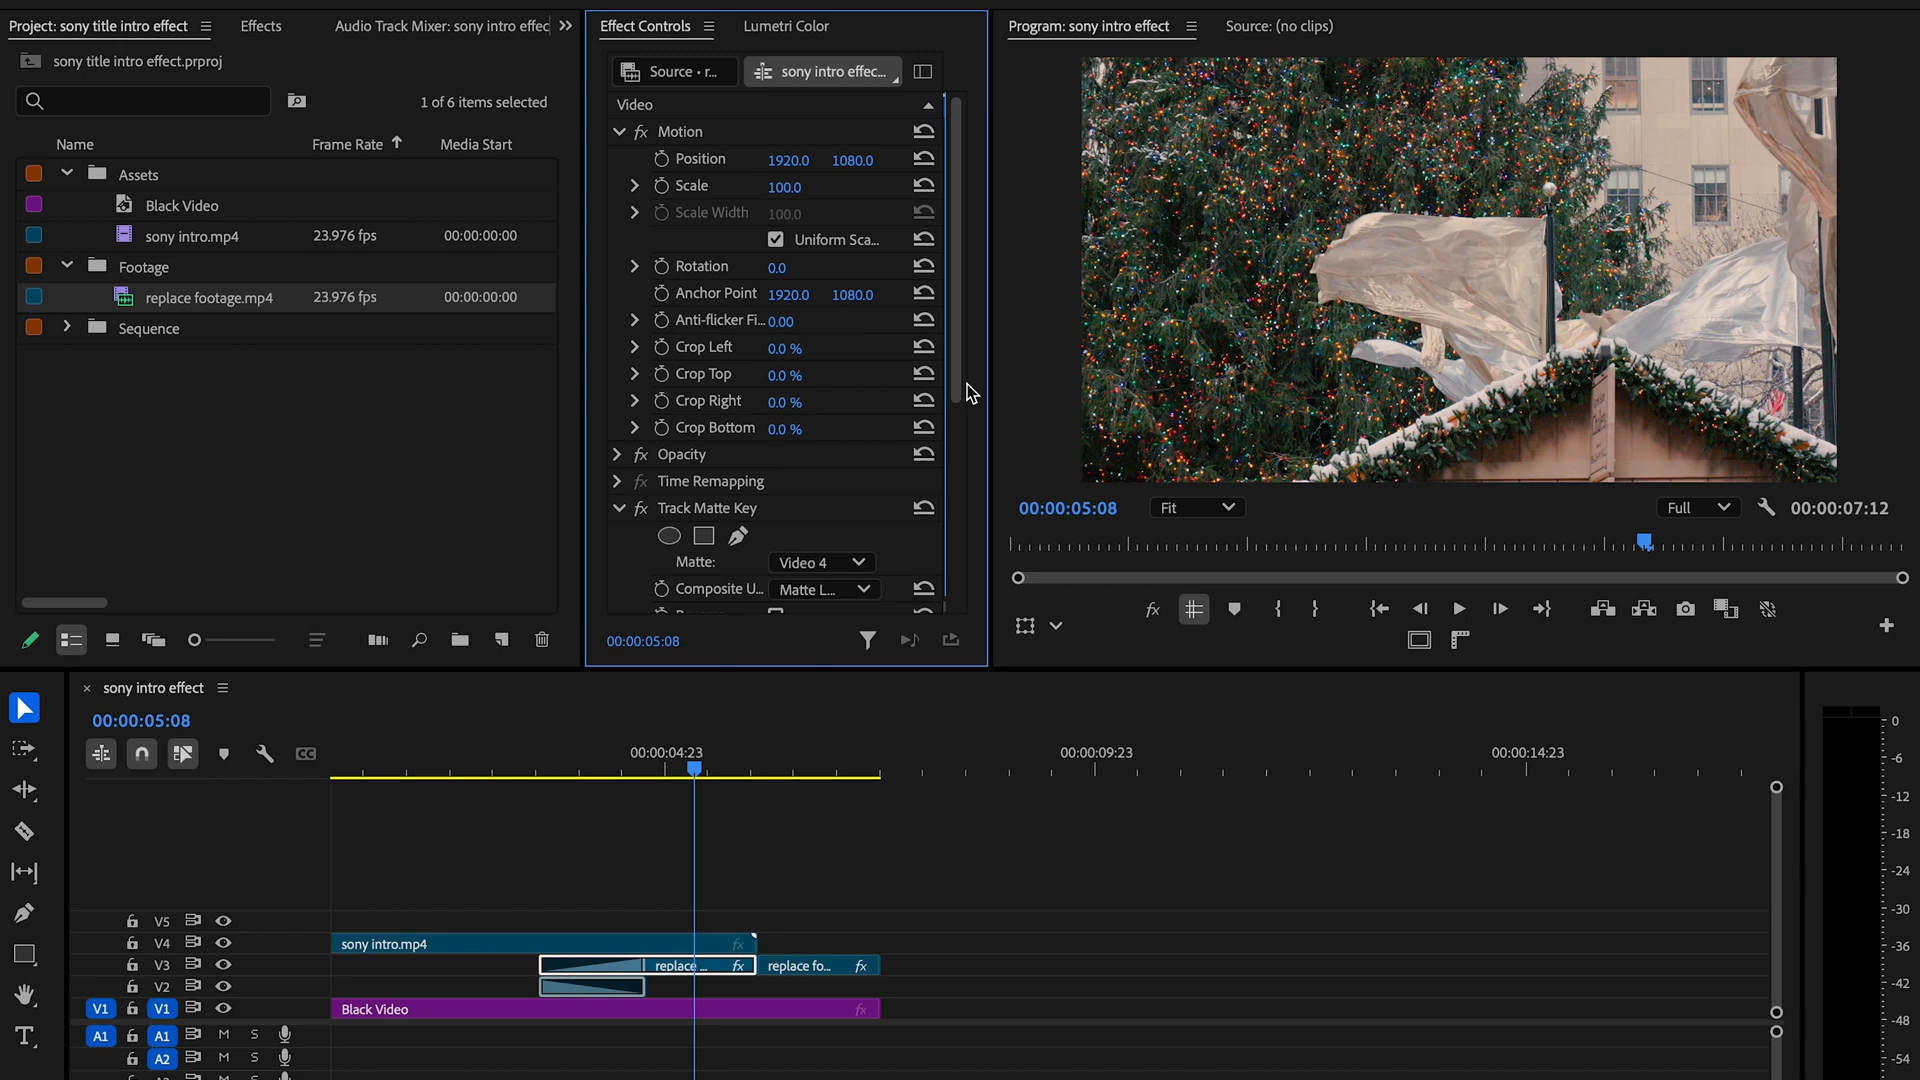 Project: sony title intro effect
Effects
Audio Track Mixer: sony intro effec
sony title intro effect.prproj
1 of 6 items selected
Name
Frame Rate
Media Start
Assets
Black Video
sony intro.mp4
23.976 fps
00:00:00:00
Footage
replace footage.mp4
23.976 fps
00:00:00:00
Sequence
Effect Controls
Lumetri Color
Source • r...
sony intro effec...
Video
fx Motion
Position 1920.0 1080.0
Scale 100.0
Scale Width 100.0
Uniform Sca...
Rotation 0.0
Anchor Point 1920.0 1080.0
Anti-flicker Fi... 0.00
Crop Left 0.0 %
Crop Top 0.0 %
Crop Right 0.0 %
Crop Bottom 0.0 %
fx Opacity
fx Time Remapping
fx Track Matte Key
Matte: Video 4
Composite U... Matte L...
00:00:05:08
Program: sony intro effect
Source: (no clips)
00:00:05:08
Fit
Full
00:00:07:12
fx
sony intro effect
00:00:05:08
CC
00:00:04:23
00:00:09:23
00:00:14:23
V5
V4
sony intro.mp4 fx
V3
replace ... fx
replace fo... fx
V2
V1 V1
Black Video fx
A1 A1 M S
A2 M S
0
-6
-12
-18
-24
-30
-36
-42
-48
-54